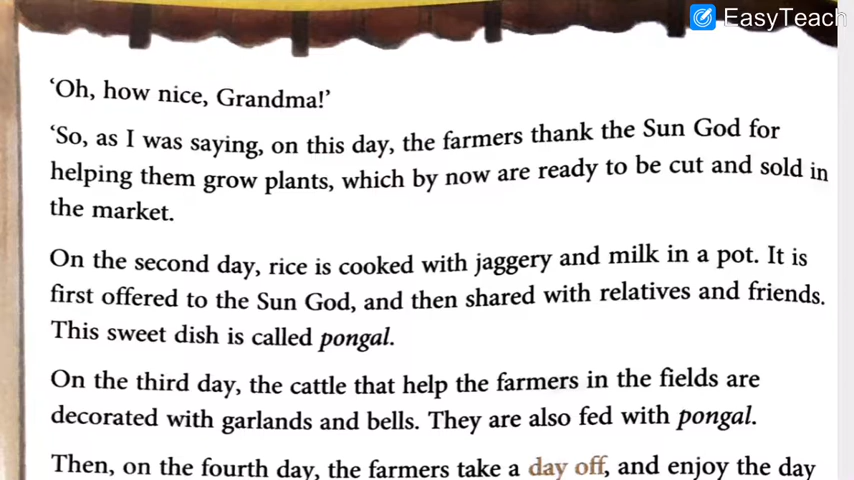 EasyTeach
‘Oh, how nice, Grandma!’
‘So, as I was saying, on this day, the farmers thank the Sun God for
helping them grow plants, which by now are ready to be cut and sold in
the market.
On the second day, rice is cooked with jaggery and milk in a pot. It is
first offered to the Sun God, and then shared with relatives and friends.
This sweet dish is called pongal.
On the third day, the cattle that help the farmers in the fields are
decorated with garlands and bells. They are also fed with pongal.
Then, on the fourth day, the farmers take a day off, and enjoy the day